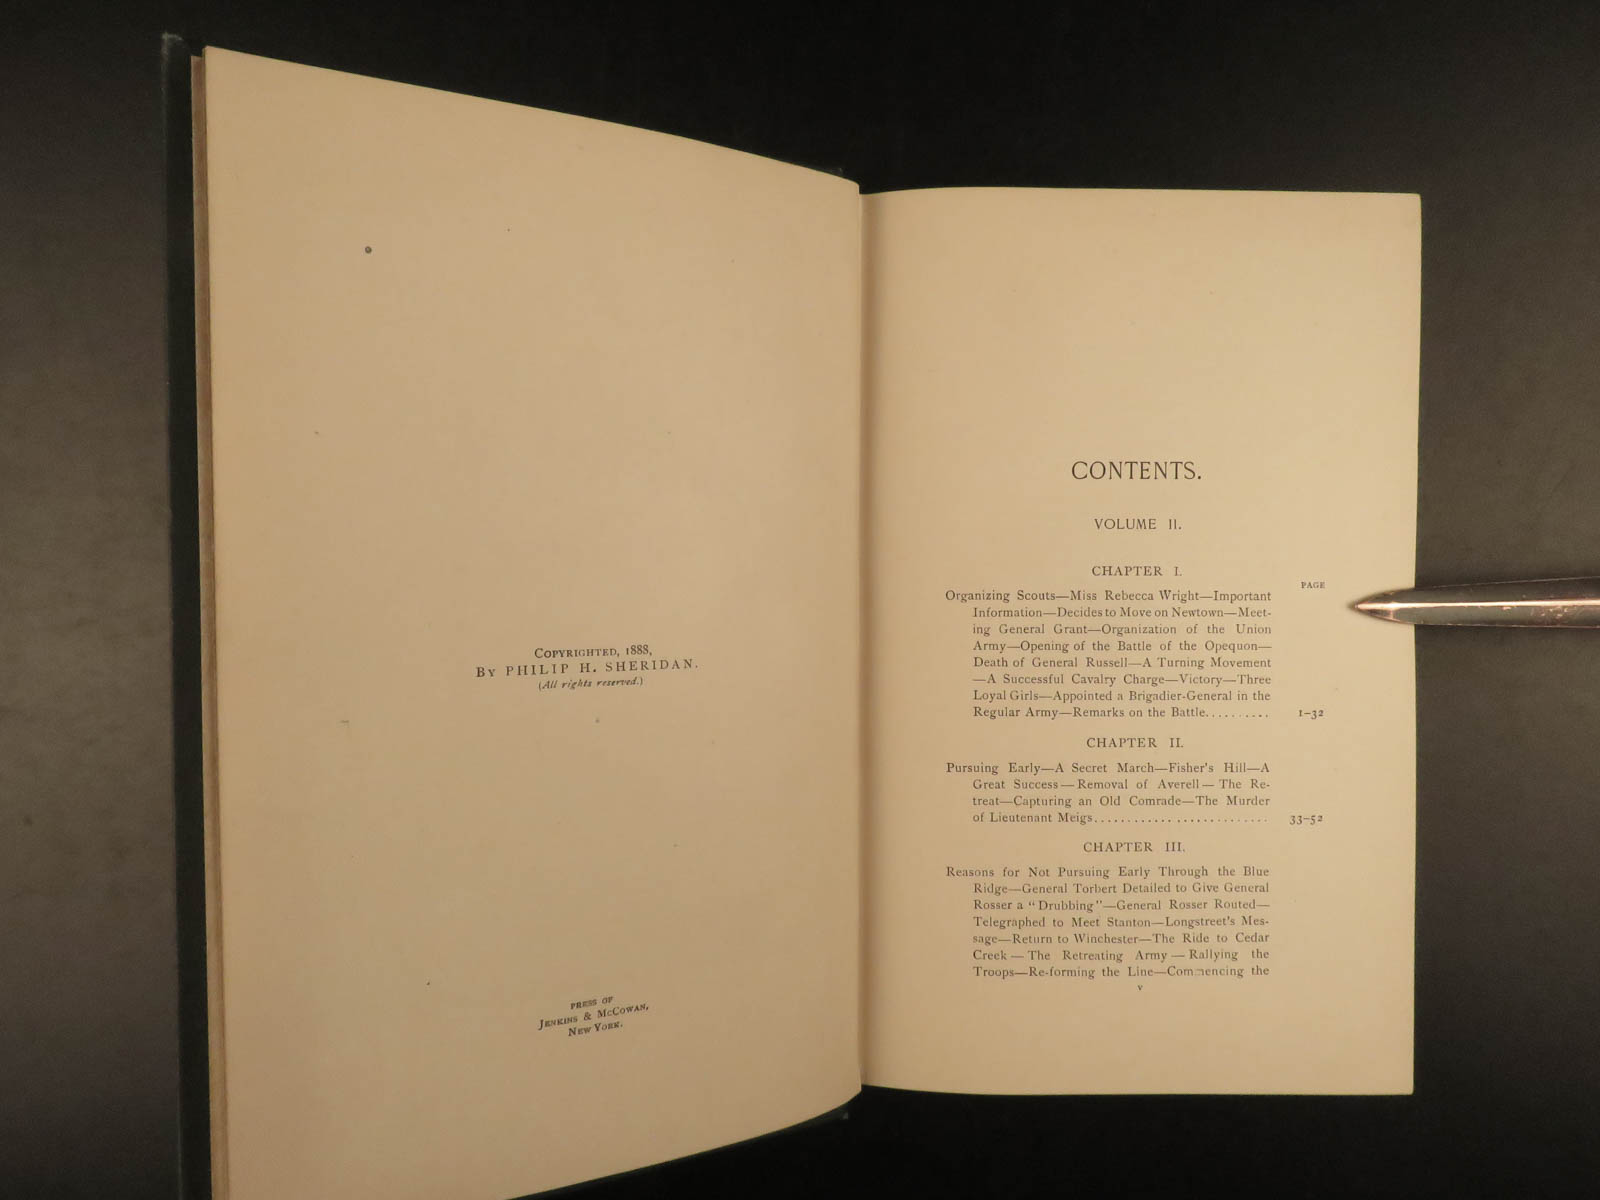 COPYRIGHTED, 1888,
BY PHILIP H. SHERIDAN.
(All rights reserved.)
PRESS OF
JENKINS & McCOWAN,
NEW YORK.
CONTENTS.
VOLUME II.
CHAPTER I.
PAGE
Organizing Scouts—Miss Rebecca Wright—Important
Information—Decides to Move on Newtown—Meet-
ing General Grant—Organization of the Union
Army—Opening of the Battle of the Opequon—
Death of General Russell—A Turning Movement
—A Successful Cavalry Charge—Victory—Three
Loyal Girls—Appointed a Brigadier-General in the
Regular Army—Remarks on the Battle.......... 1-32
CHAPTER II.
Pursuing Early—A Secret March—Fisher's Hill—A
Great Success—Removal of Averell—The Re-
treat—Capturing an Old Comrade—The Murder
of Lieutenant Meigs.......................... 33-52
CHAPTER III.
Reasons for Not Pursuing Early Through the Blue
Ridge—General Torbert Detailed to Give General
Rosser a "Drubbing"—General Rosser Routed—
Telegraphed to Meet Stanton—Longstreet's Mes-
sage—Return to Winchester—The Ride to Cedar
Creek—The Retreating Army—Rallying the
Troops—Re-forming the Line—Commencing the
v